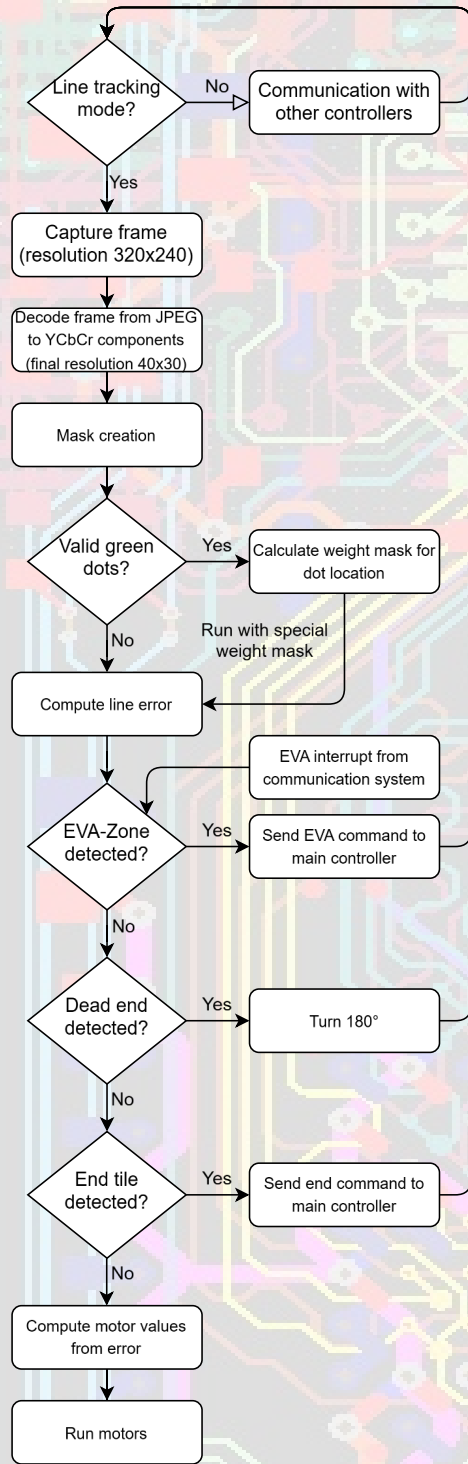 Line tracking
mode?
No
Communication with
other controllers
Yes
Capture frame
(resolution 320x240)
Decode frame from JPEG
to YCbCr components
(final resolution 40x30)
Mask creation
Valid green
dots?
Yes
Calculate weight mask for
dot location
No
Run with special
weight mask
Compute line error
EVA interrupt from
communication system
EVA-Zone
detected?
Yes
Send EVA command to
main controller
No
Dead end
detected?
Yes
Turn 180°
No
End tile
detected?
Yes
Send end command to
main controller
No
Compute motor values
from error
Run motors